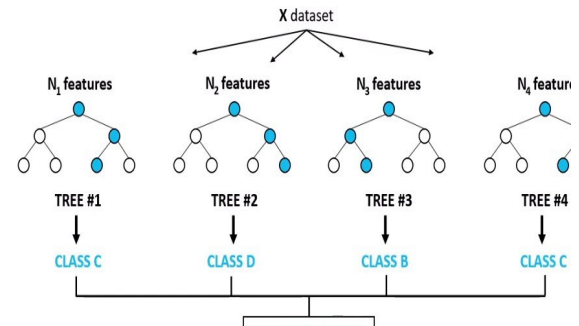 X dataset
N₁ features N₂ features N₃ features N₄ feature
TREE #1 TREE #2 TREE #3 TREE #4
CLASS C CLASS D CLASS B CLASS C